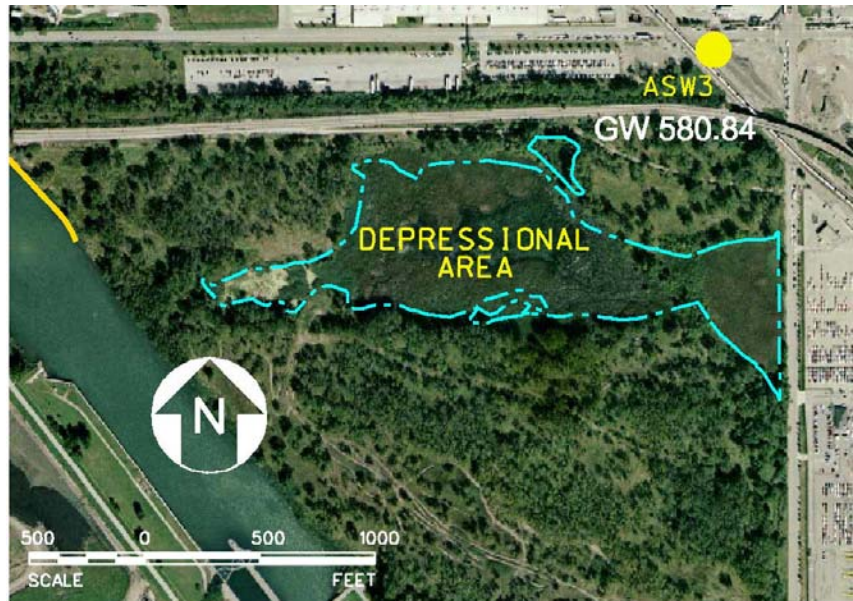 ASW3
GW 580.84
DEPRESSIONAL
AREA
N
500 0 500 1000
SCALE FEET